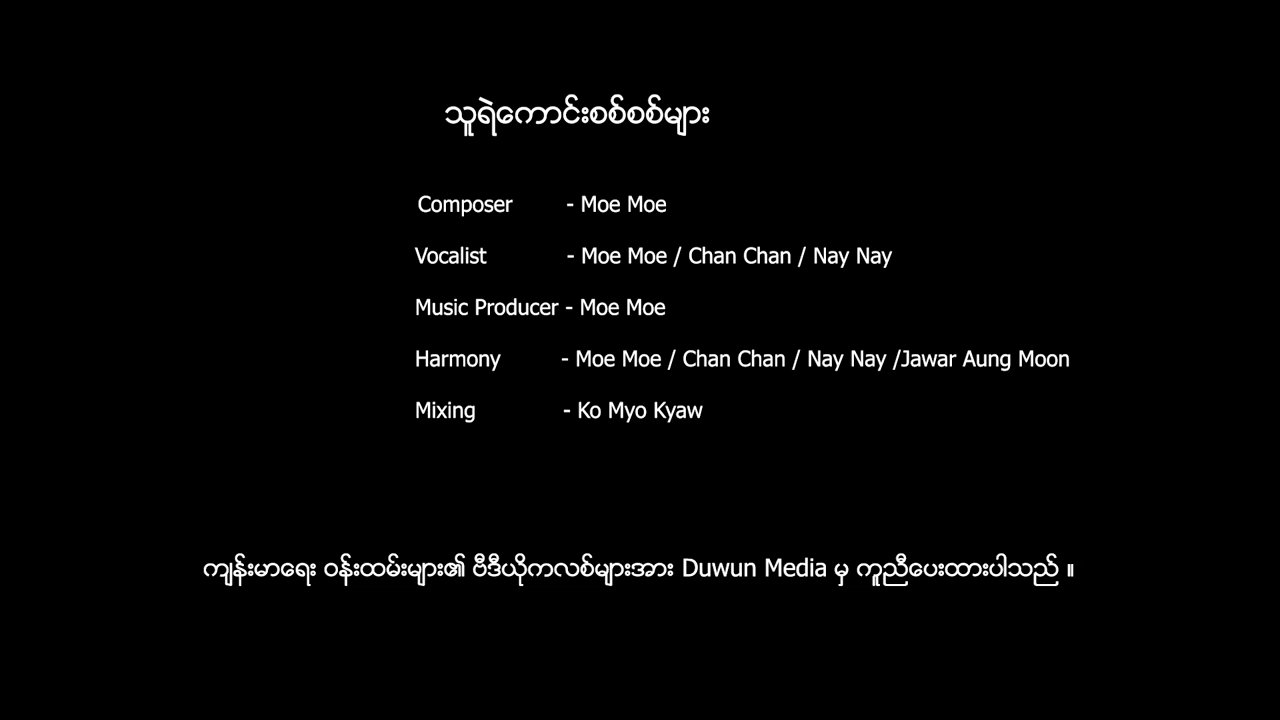 သူရဲကောင်းစစ်စစ်များ
Composer - Moe Moe
Vocalist - Moe Moe / Chan Chan / Nay Nay
Music Producer - Moe Moe
Harmony - Moe Moe / Chan Chan / Nay Nay /Jawar Aung Moon
Mixing - Ko Myo Kyaw
ကျန်းမာရေး ဝန်းထမ်းများ၏ ဗီဒီယိုကလစ်များအား Duwun Media မှ ကူညီပေးထားပါသည် ။